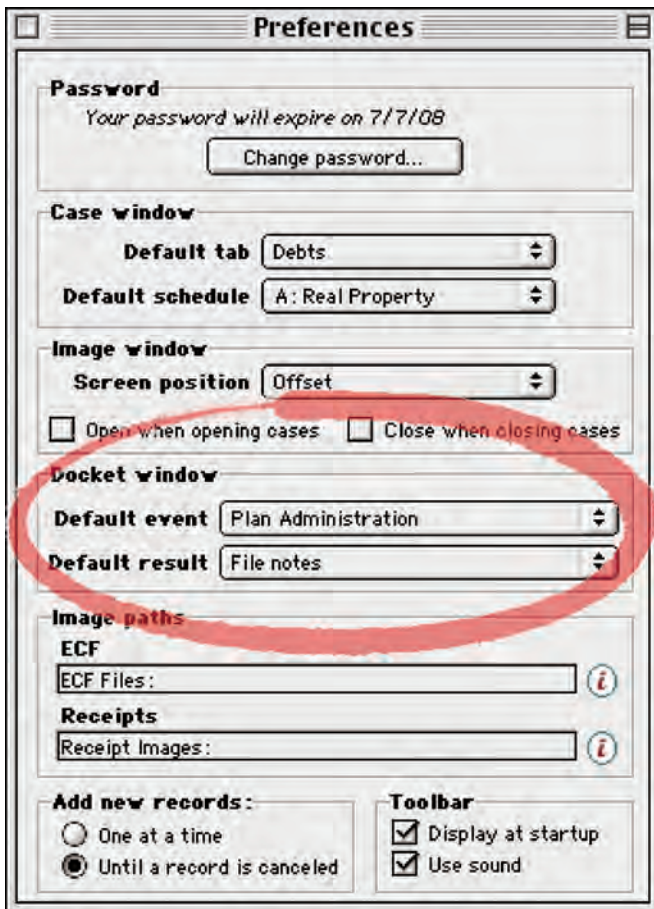 Preferences
Password
Your password will expire on 7/7/08
Change password...
Case window
Default tab Debts
Default schedule A: Real Property
Image window
Screen position Offset
Open when opening cases Close when closing cases
Docket window
Default event Plan Administration
Default result File notes
Image paths
ECF
ECF Files:
i
Receipts
Receipt Images:
i
Add new records: Toolbar
One at a time Display at startup
Until a record is canceled Use sound